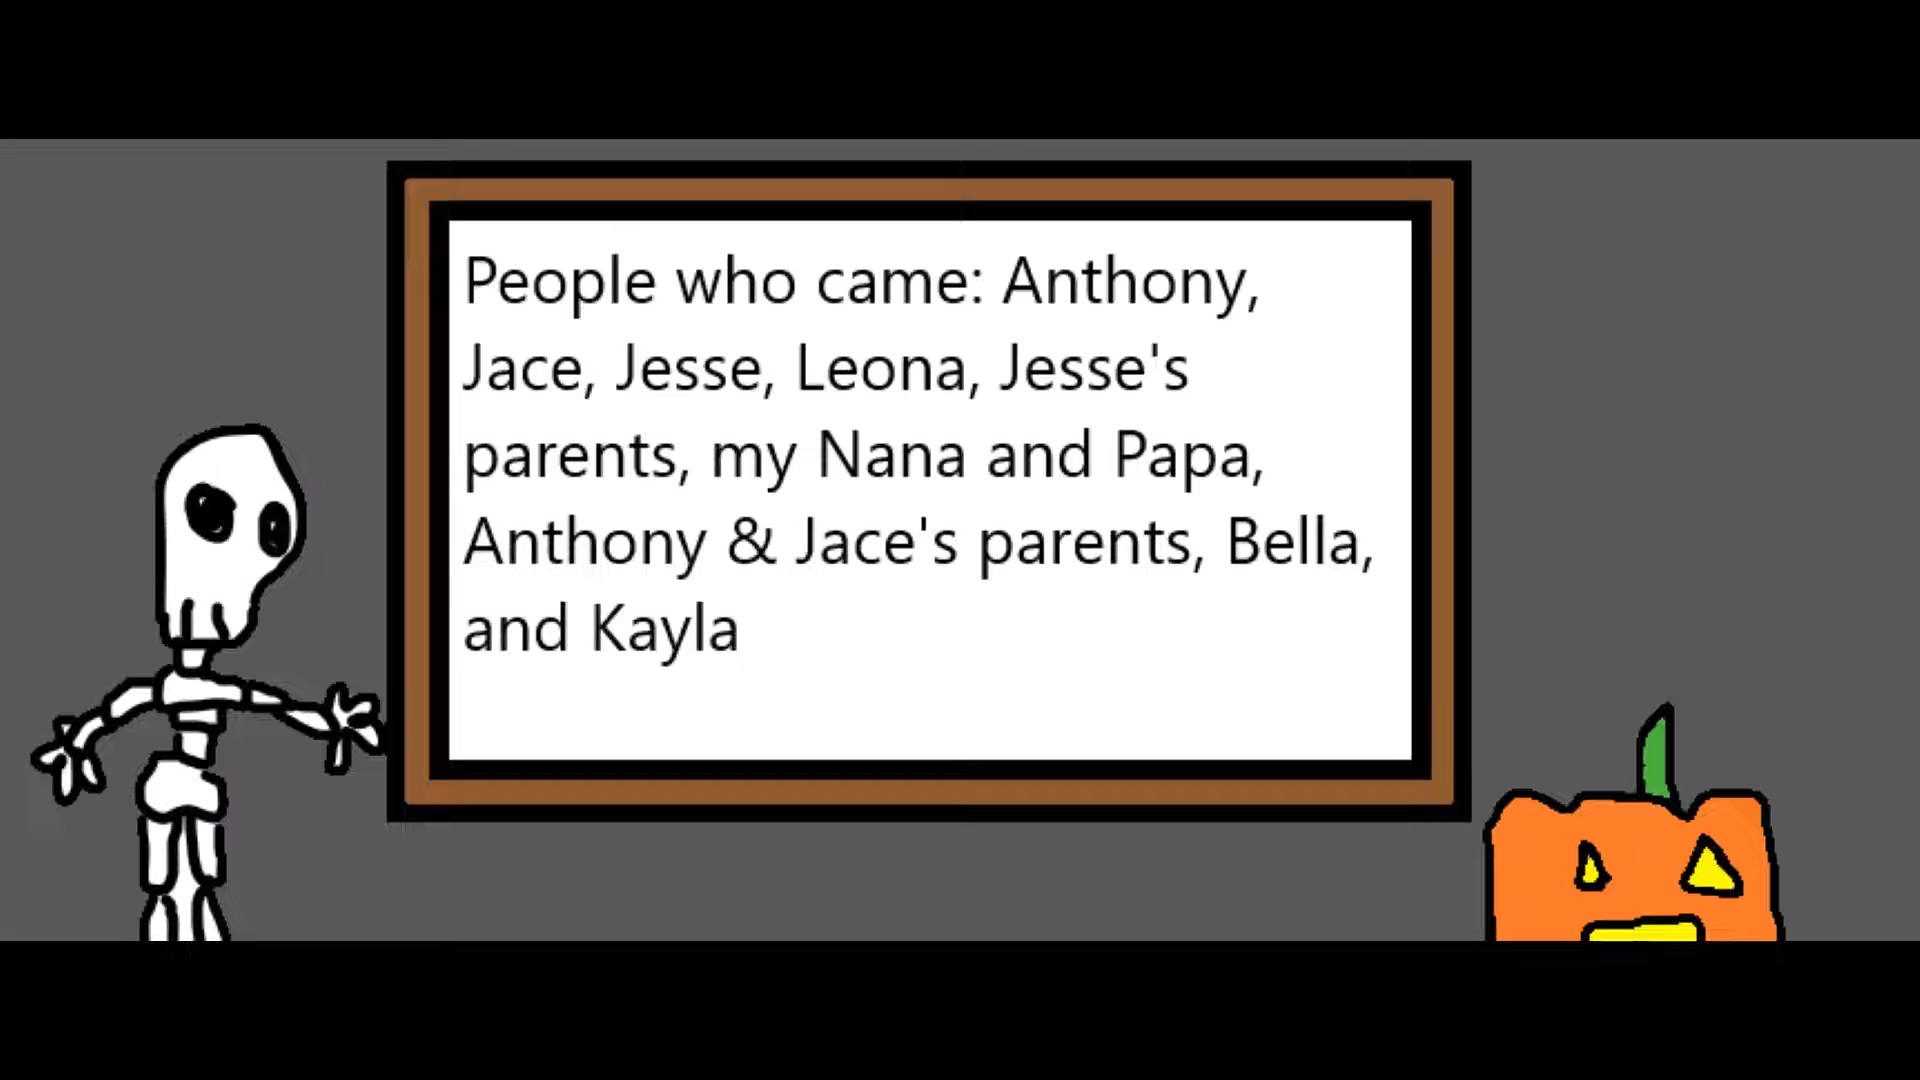 People who came: Anthony,
Jace, Jesse, Leona, Jesse's
parents, my Nana and Papa,
Anthony & Jace's parents, Bella,
and Kayla